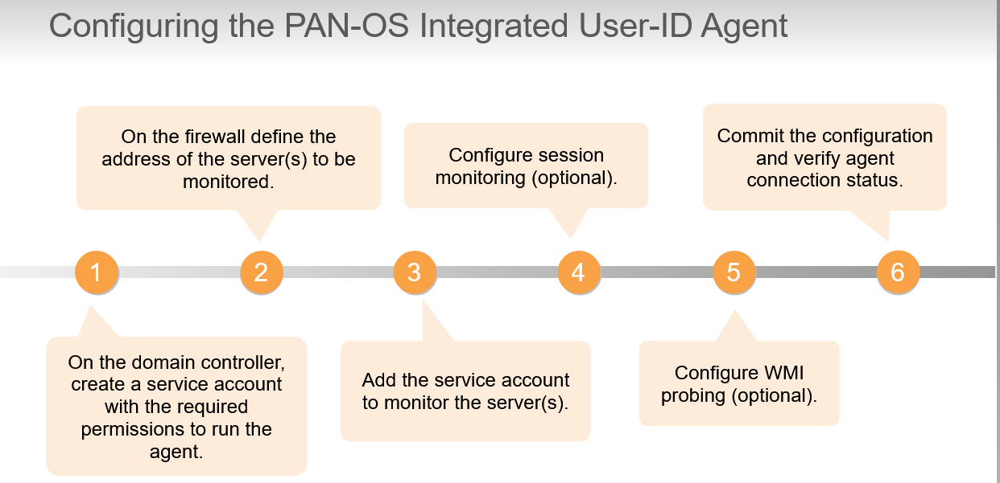 Configuring the PAN-OS Integrated User-ID Agent
On the firewall define the
address of the server(s) to be
monitored.
Configure session
monitoring (optional).
Commit the configuration
and verify agent
connection status.
1
2
3
4
5
6
On the domain controller,
create a service account
with the required
permissions to run the
agent.
Add the service account
to monitor the server(s).
Configure WMI
probing (optional).